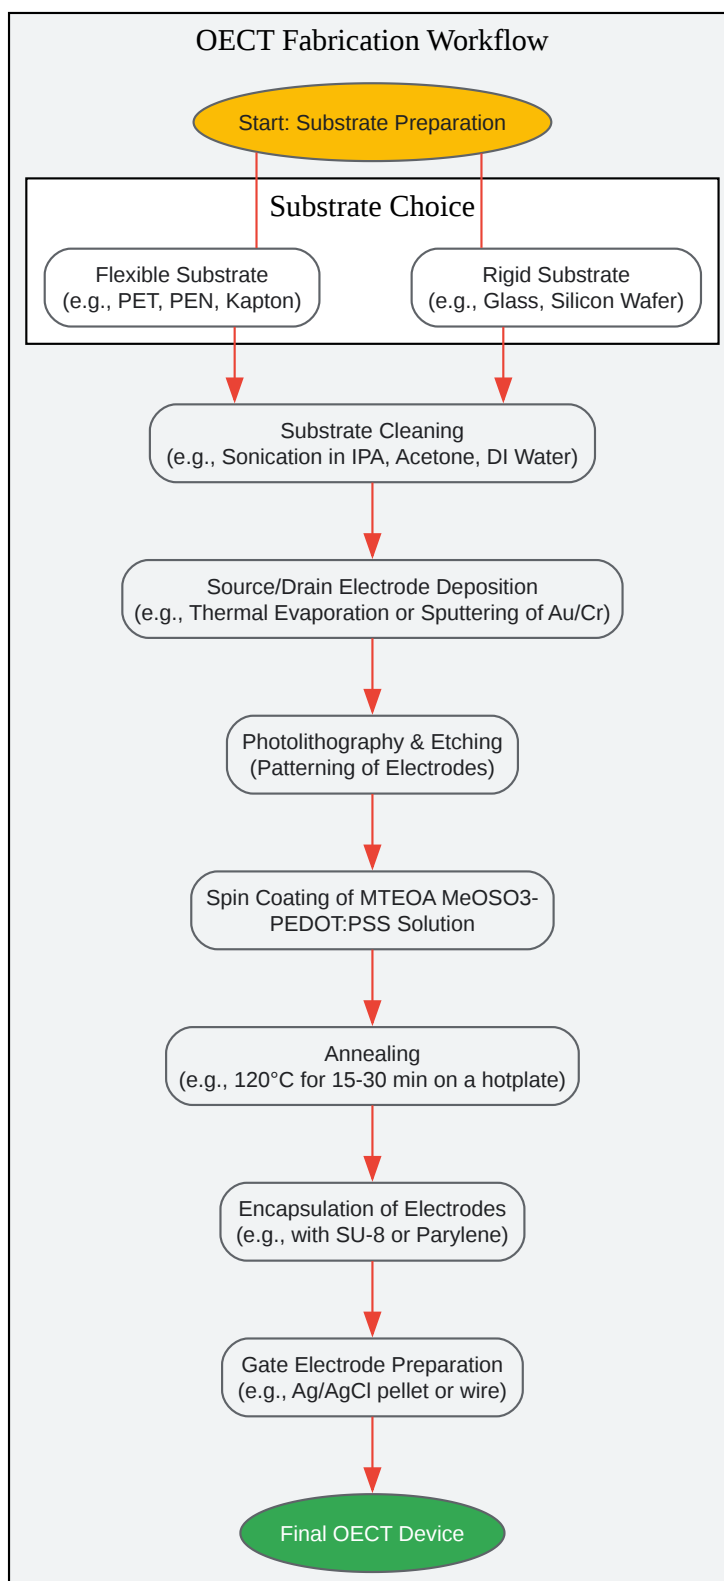 OECT Fabrication Workflow
Start: Substrate Preparation
Substrate Choice
Flexible Substrate
(e.g., PET, PEN, Kapton)
Rigid Substrate
(e.g., Glass, Silicon Wafer)
Substrate Cleaning
(e.g., Sonication in IPA, Acetone, DI Water)
Source/Drain Electrode Deposition
(e.g., Thermal Evaporation or Sputtering of Au/Cr)
Photolithography & Etching
(Patterning of Electrodes)
Spin Coating of MTEOA MeOSO3-
PEDOT:PSS Solution
Annealing
(e.g., 120°C for 15-30 min on a hotplate)
Encapsulation of Electrodes
(e.g., with SU-8 or Parylene)
Gate Electrode Preparation
(e.g., Ag/AgCl pellet or wire)
Final OECT Device